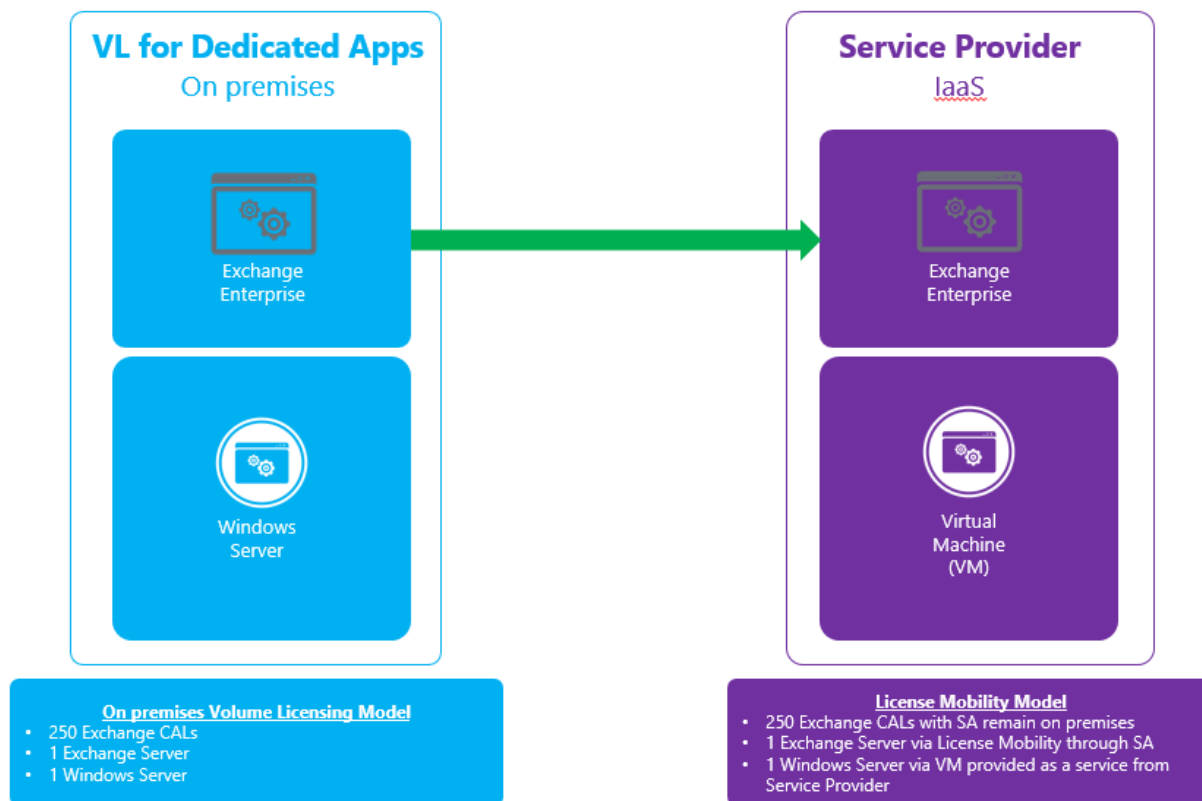 VL for Dedicated Apps
On premises
Exchange
Enterprise
Windows
Server
On premises Volume Licensing Model
• 250 Exchange CALs
• 1 Exchange Server
• 1 Windows Server
Service Provider
IaaS
Exchange
Enterprise
Virtual
Machine
(VM)
License Mobility Model
• 250 Exchange CALs with SA remain on premises
• 1 Exchange Server via License Mobility through SA
• 1 Windows Server via VM provided as a service from
Service Provider